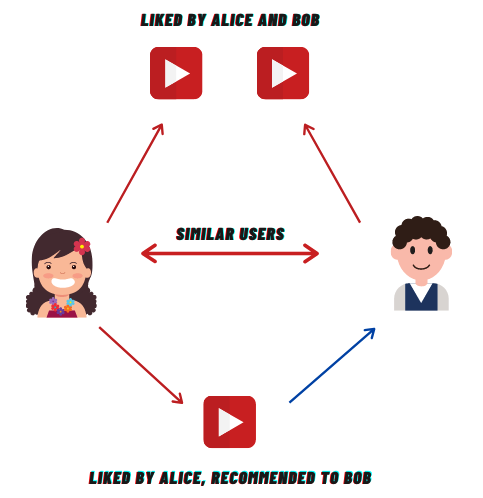 LIKED BY ALICE AND BOB
SIMILAR USERS
LIKED BY ALICE, RECOMMENDED TO BOB